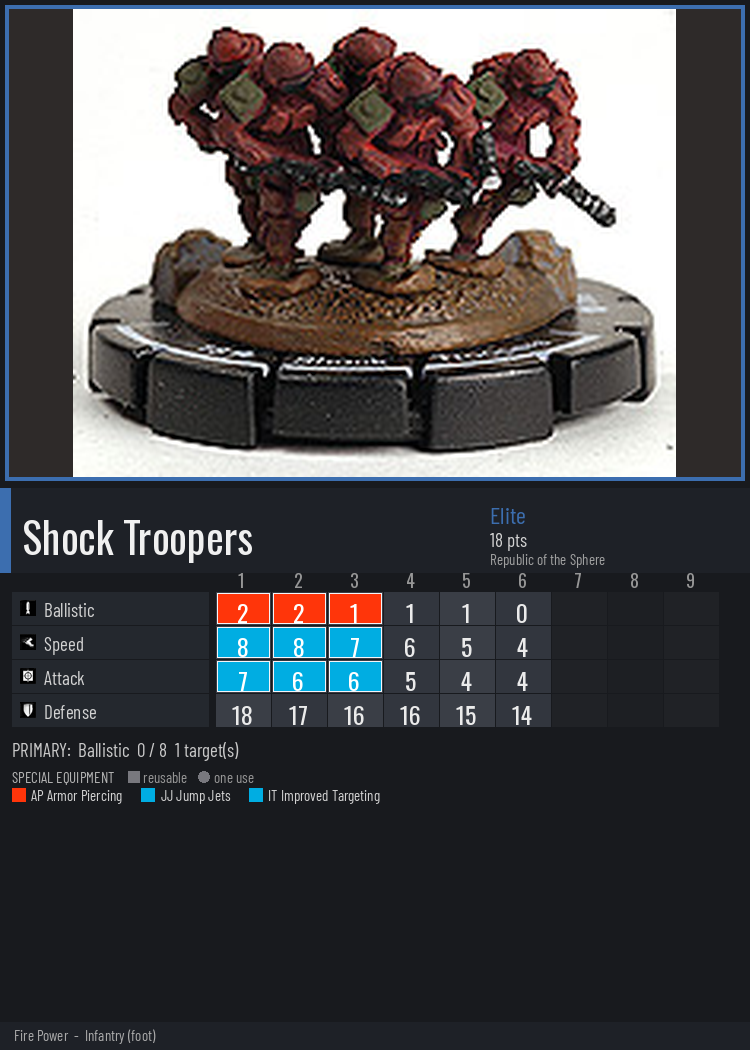 Shock Troopers
Elite
18 pts
Republic of the Sphere
1 2 3 4 5 6 7 8 9
Ballistic 2 2 1 1 1 0
Speed 8 8 7 6 5 4
Attack 7 6 6 5 4 4
Defense 18 17 16 16 15 14
PRIMARY: Ballistic 0 / 8 1 target(s)
SPECIAL EQUIPMENT reusable one use
AP Armor Piercing JJ Jump Jets IT Improved Targeting
Fire Power - Infantry (foot)